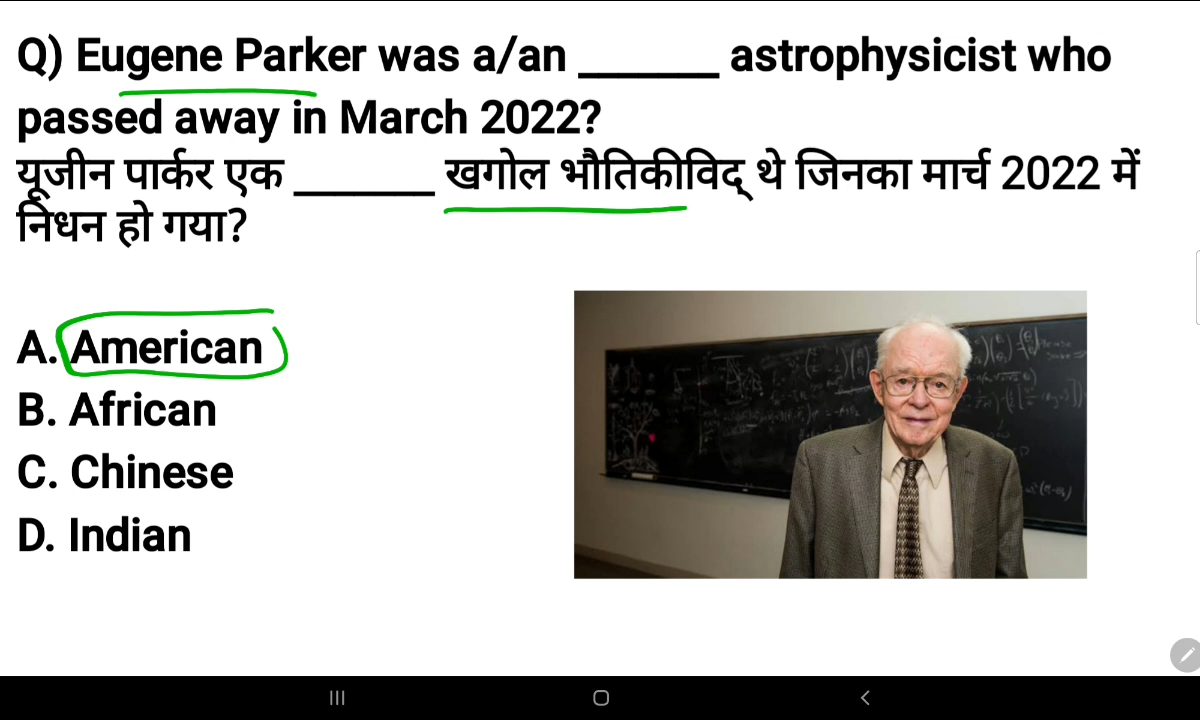 Q) Eugene Parker was a/an ______ astrophysicist who
passed away in March 2022?
यूजीन पार्कर एक ______ खगोल भौतिकीविद् थे जिनका मार्च 2022 में
निधन हो गया?
A. American
B. African
C. Chinese
D. Indian